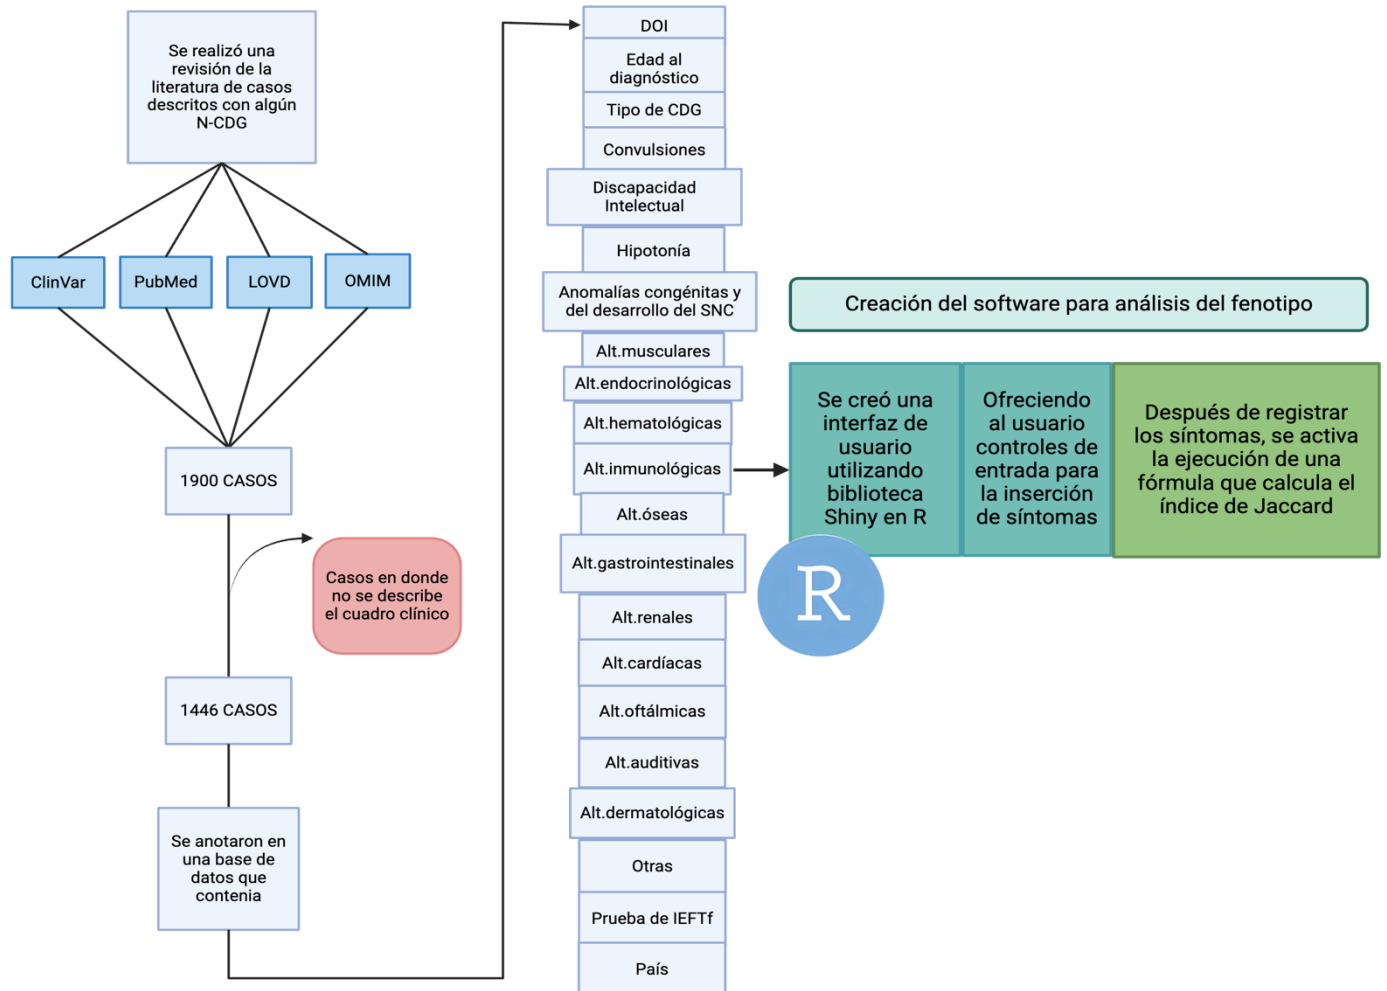 Se realizó una
revisión de la
literatura de casos
descritos con algún
N-CDG
ClinVar
PubMed
LOVD
OMIM
1900 CASOS
Casos en donde
no se describe
el cuadro clínico
1446 CASOS
Se anotaron en
una base de
datos que
contenia
DOI
Edad al
diagnóstico
Tipo de CDG
Convulsiones
Discapacidad
Intelectual
Hipotonía
Anomalías congénitas y
del desarrollo del SNC
Alt.musculares
Alt.endocrinológicas
Alt.hematológicas
Alt.inmunológicas
Alt.óseas
Alt.gastrointestinales
Alt.renales
Alt.cardíacas
Alt.oftálmicas
Alt.auditivas
Alt.dermatológicas
Otras
Prueba de IEFTf
País
Creación del software para análisis del fenotipo
Se creó una
interfaz de
usuario
utilizando
biblioteca
Shiny en R
Ofreciendo
al usuario
controles de
entrada para
la inserción
de síntomas
Después de registrar
los síntomas, se activa
la ejecución de una
fórmula que calcula el
índice de Jaccard
R